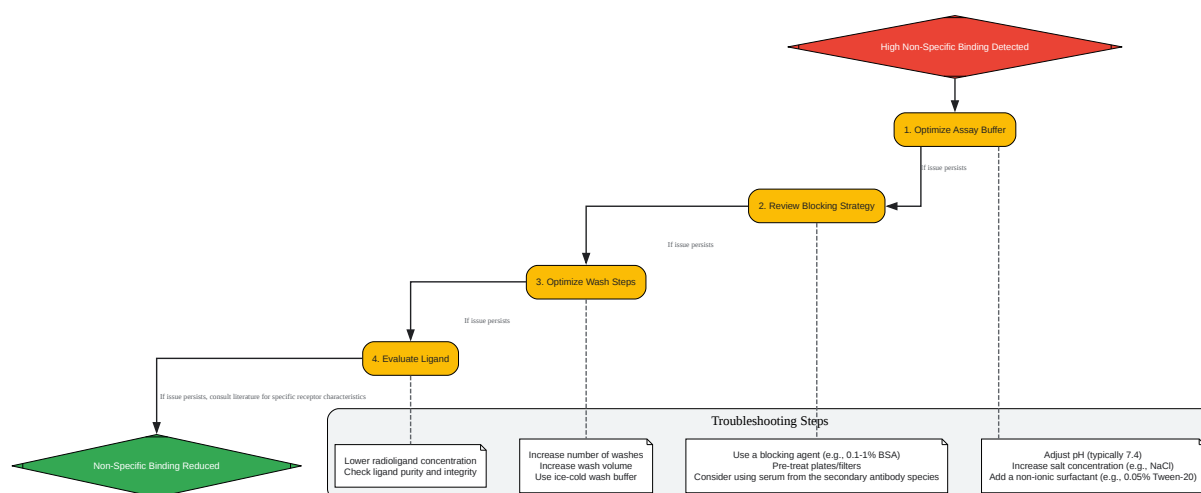 High Non-Specific Binding Detected
1. Optimize Assay Buffer
If issue persists
2. Review Blocking Strategy
If issue persists
3. Optimize Wash Steps
If issue persists
4. Evaluate Ligand
If issue persists, consult literature for specific receptor characteristics
Non-Specific Binding Reduced
Troubleshooting Steps
Lower radioligand concentration
Check ligand purity and integrity
Increase number of washes
Increase wash volume
Use ice-cold wash buffer
Use a blocking agent (e.g., 0.1-1% BSA)
Pre-treat plates/filters
Consider using serum from the secondary antibody species
Adjust pH (typically 7.4)
Increase salt concentration (e.g., NaCl)
Add a non-ionic surfactant (e.g., 0.05% Tween-20)